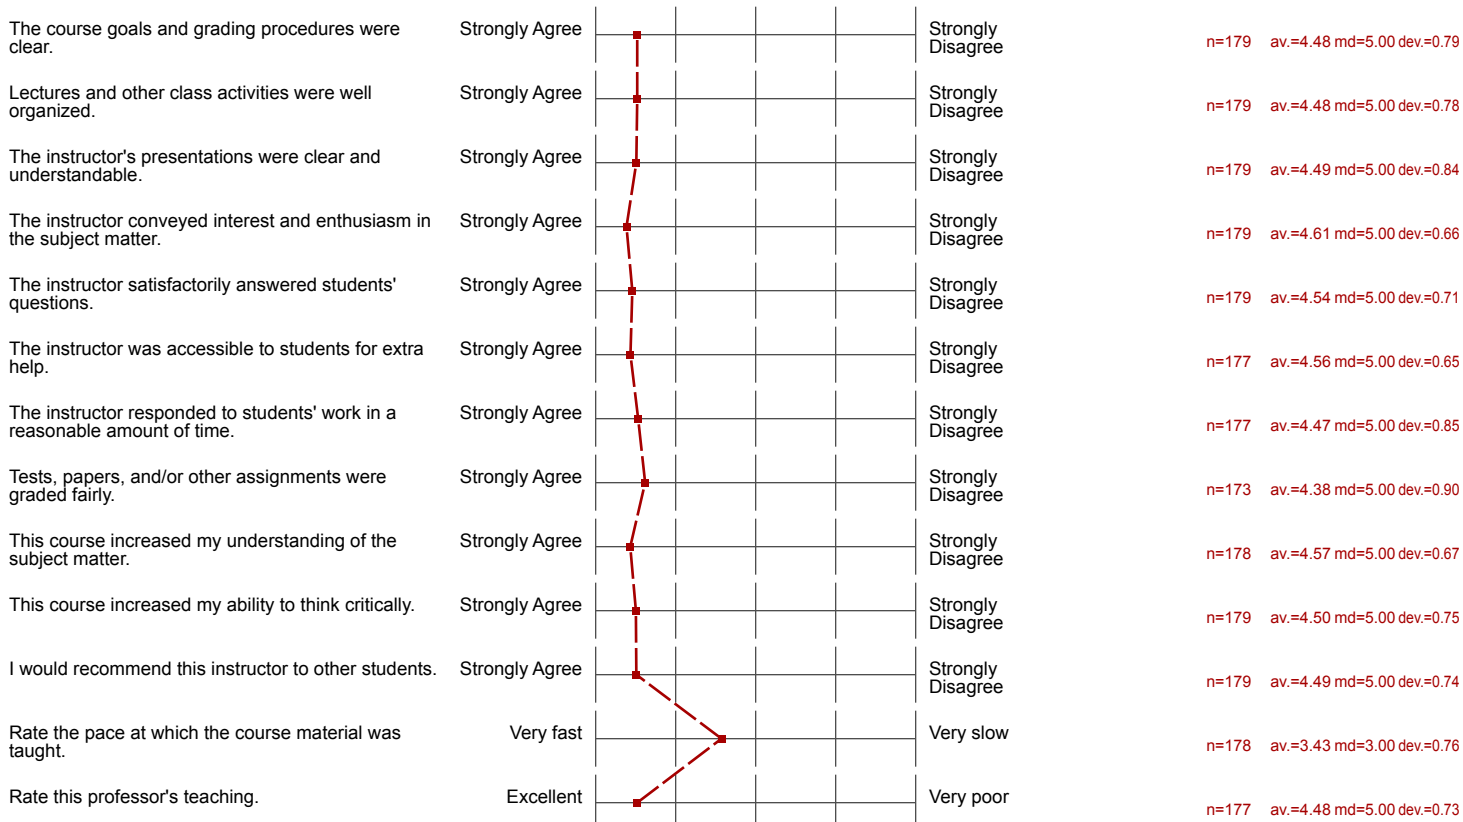 The course goals and grading procedures were
clear.
Strongly Agree
Strongly
Disagree
n=179 av.=4.48 md=5.00 dev.=0.79
Lectures and other class activities were well
organized.
Strongly Agree
Strongly
Disagree
n=179 av.=4.48 md=5.00 dev.=0.78
The instructor's presentations were clear and
understandable.
Strongly Agree
Strongly
Disagree
n=179 av.=4.49 md=5.00 dev.=0.84
The instructor conveyed interest and enthusiasm in
the subject matter.
Strongly Agree
Strongly
Disagree
n=179 av.=4.61 md=5.00 dev.=0.66
The instructor satisfactorily answered students'
questions.
Strongly Agree
Strongly
Disagree
n=179 av.=4.54 md=5.00 dev.=0.71
The instructor was accessible to students for extra
help.
Strongly Agree
Strongly
Disagree
n=177 av.=4.56 md=5.00 dev.=0.65
The instructor responded to students' work in a
reasonable amount of time.
Strongly Agree
Strongly
Disagree
n=177 av.=4.47 md=5.00 dev.=0.85
Tests, papers, and/or other assignments were
graded fairly.
Strongly Agree
Strongly
Disagree
n=173 av.=4.38 md=5.00 dev.=0.90
This course increased my understanding of the
subject matter.
Strongly Agree
Strongly
Disagree
n=178 av.=4.57 md=5.00 dev.=0.67
This course increased my ability to think critically.
Strongly Agree
Strongly
Disagree
n=179 av.=4.50 md=5.00 dev.=0.75
I would recommend this instructor to other students.
Strongly Agree
Strongly
Disagree
n=179 av.=4.49 md=5.00 dev.=0.74
Rate the pace at which the course material was
taught.
Very fast
Very slow
n=178 av.=3.43 md=3.00 dev.=0.76
Rate this professor's teaching.
Excellent
Very poor
n=177 av.=4.48 md=5.00 dev.=0.73